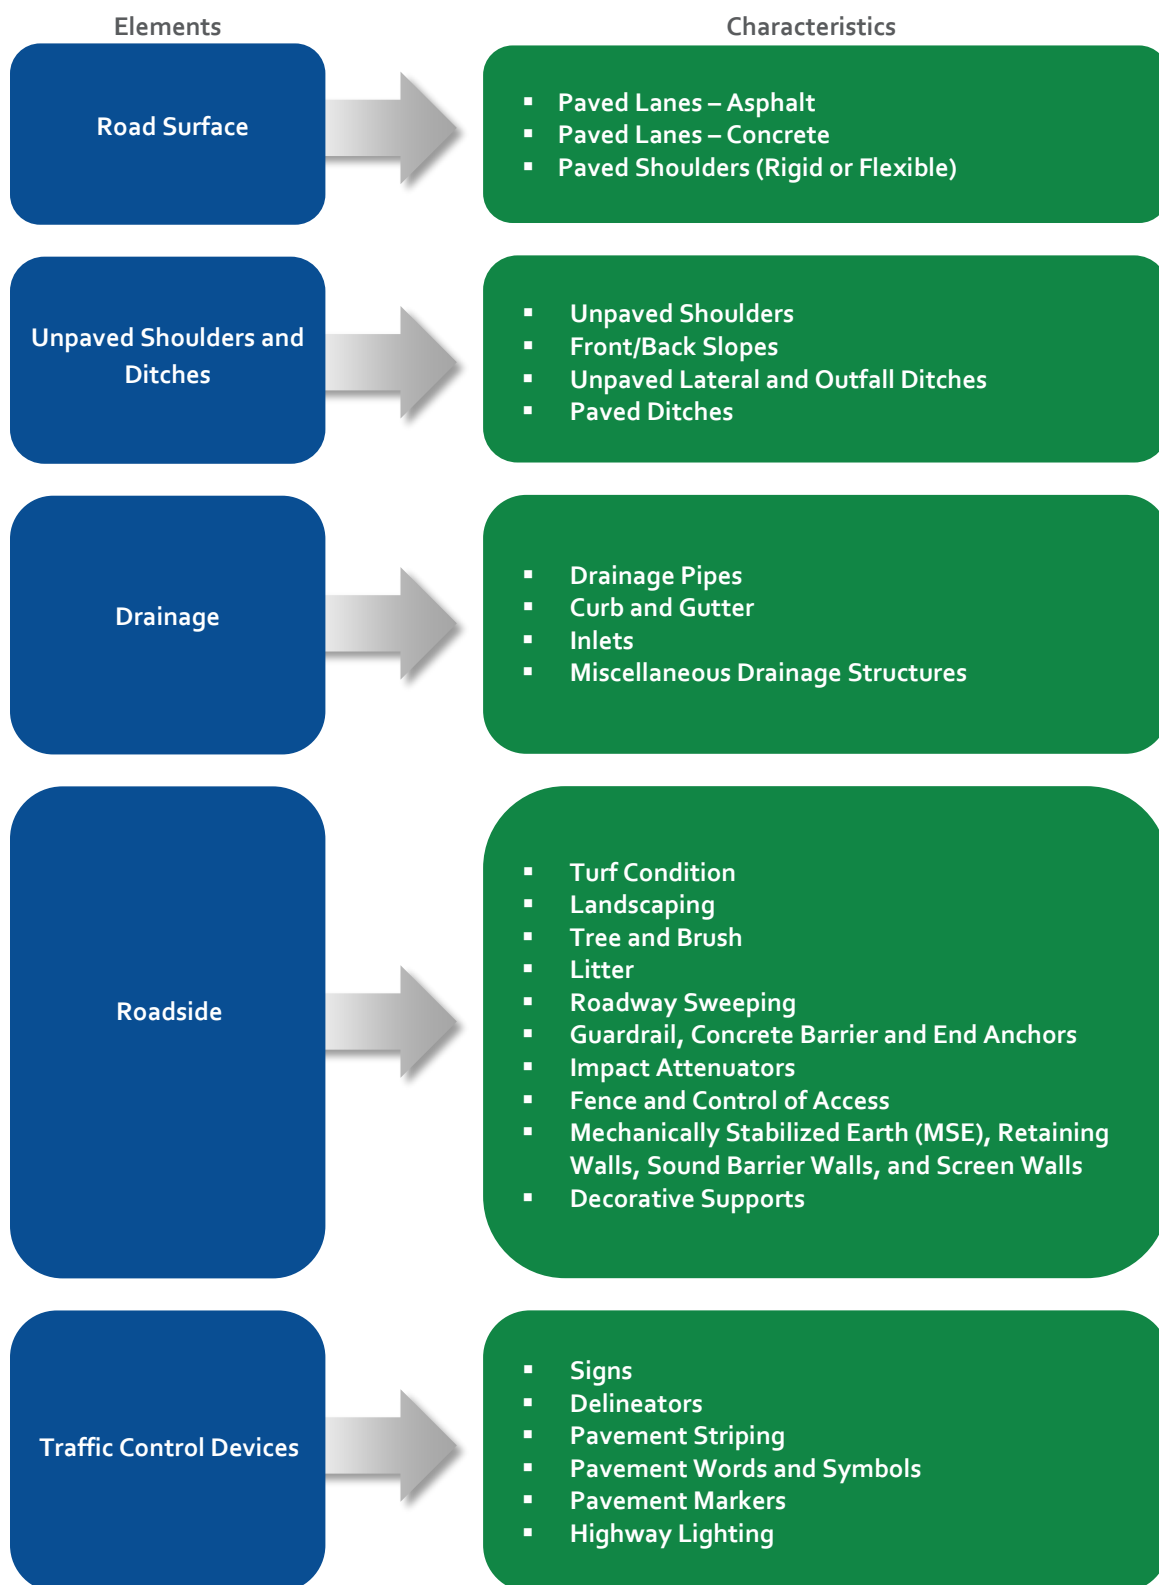 Elements
Characteristics
Road Surface
▪ Paved Lanes – Asphalt
▪ Paved Lanes – Concrete
▪ Paved Shoulders (Rigid or Flexible)
Unpaved Shoulders and
Ditches
▪ Unpaved Shoulders
▪ Front/Back Slopes
▪ Unpaved Lateral and Outfall Ditches
▪ Paved Ditches
Drainage
▪ Drainage Pipes
▪ Curb and Gutter
▪ Inlets
▪ Miscellaneous Drainage Structures
Roadside
▪ Turf Condition
▪ Landscaping
▪ Tree and Brush
▪ Litter
▪ Roadway Sweeping
▪ Guardrail, Concrete Barrier and End Anchors
▪ Impact Attenuators
▪ Fence and Control of Access
▪ Mechanically Stabilized Earth (MSE), Retaining
Walls, Sound Barrier Walls, and Screen Walls
▪ Decorative Supports
Traffic Control Devices
▪ Signs
▪ Delineators
▪ Pavement Striping
▪ Pavement Words and Symbols
▪ Pavement Markers
▪ Highway Lighting